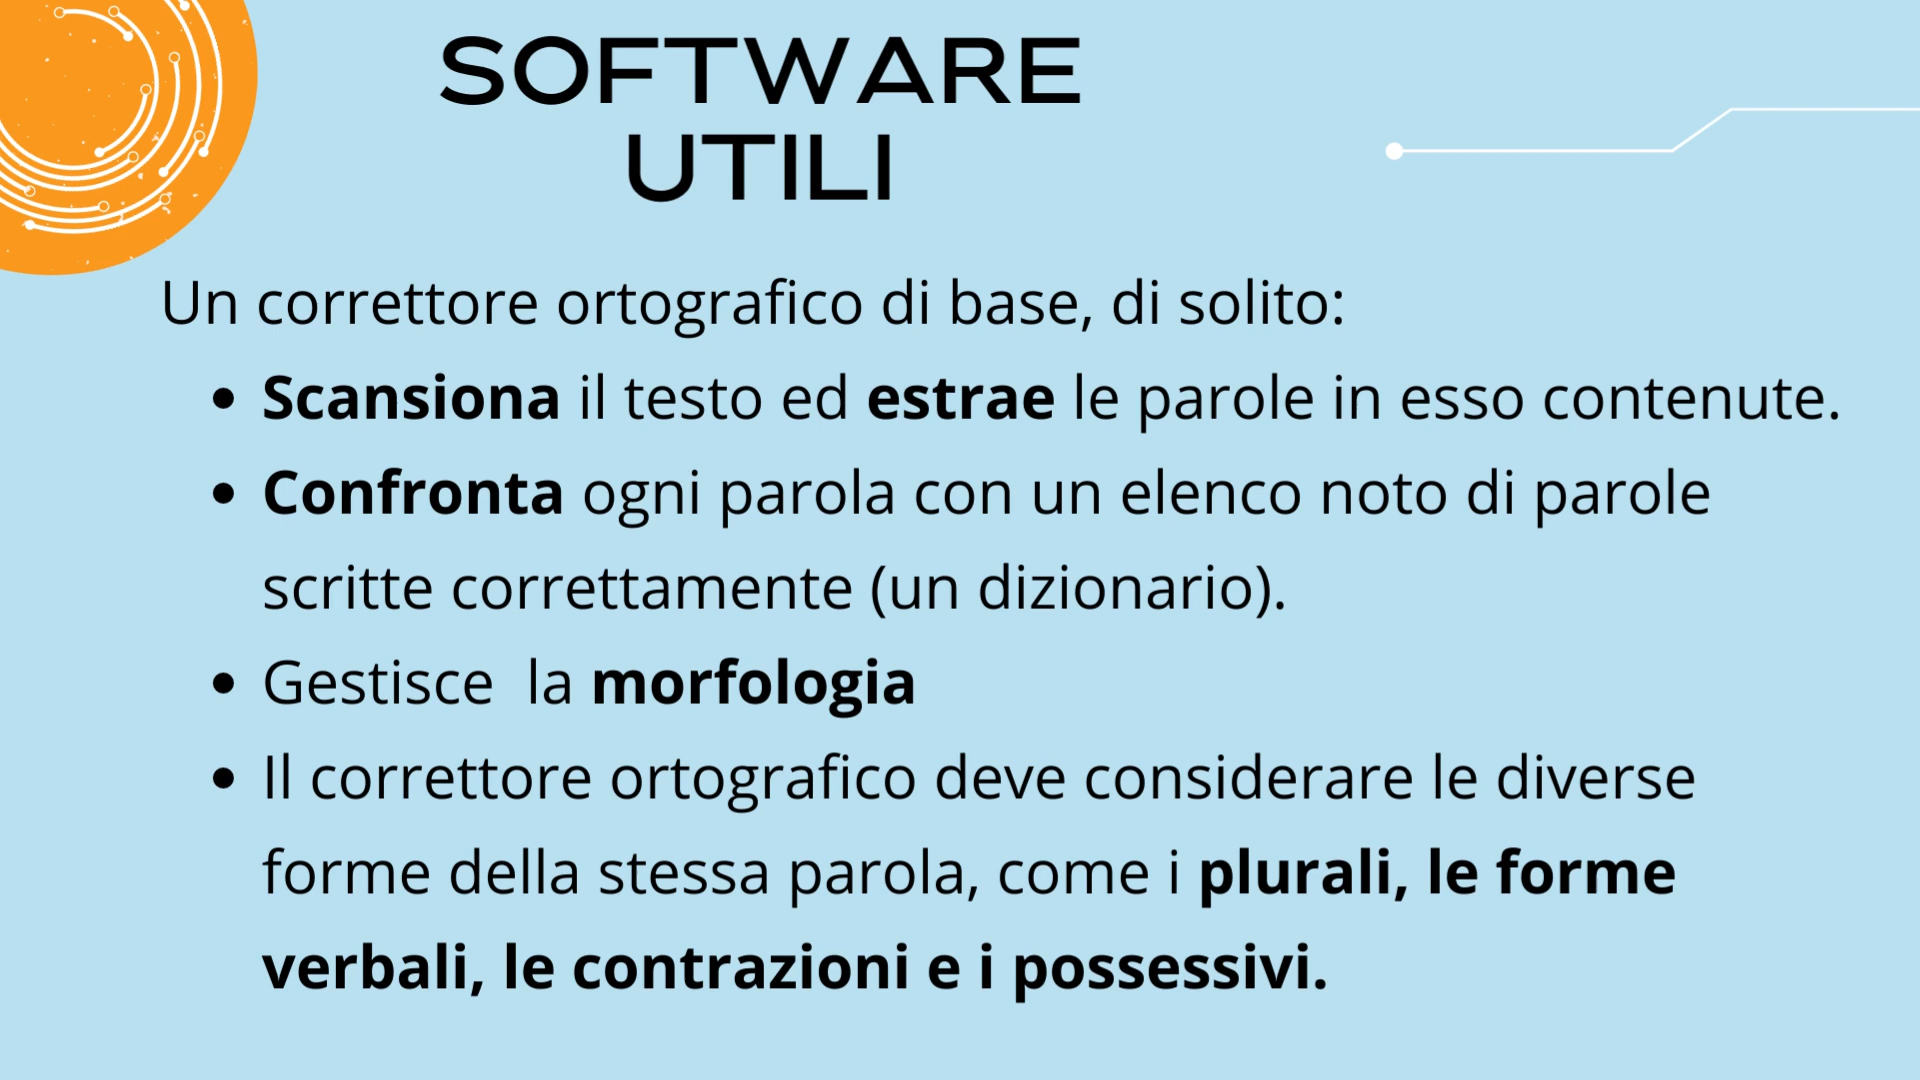 SOFTWARE
UTILI
Un correttore ortografico di base, di solito:
• Scansiona il testo ed estrae le parole in esso contenute.
• Confronta ogni parola con un elenco noto di parole
scritte correttamente (un dizionario).
• Gestisce  la morfologia
• Il correttore ortografico deve considerare le diverse
forme della stessa parola, come i plurali, le forme
verbali, le contrazioni e i possessivi.